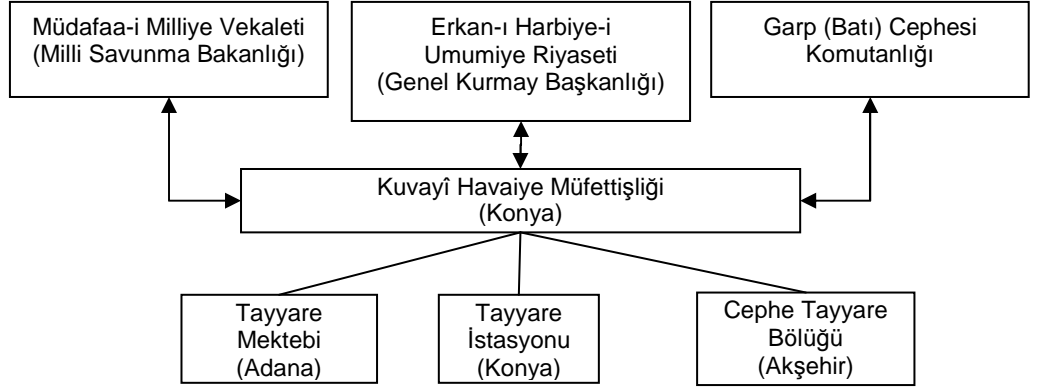 Müdafaa-i Milliye Vekaleti
(Milli Savunma Bakanlığı)
Erkan-ı Harbiye-i
Umumiye Riyaseti
(Genel Kurmay Başkanlığı)
Garp (Batı) Cephesi
Komutanlığı
Kuvayî Havaiye Müfettişliği
(Konya)
Tayyare
Mektebi
(Adana)
Tayyare
İstasyonu
(Konya)
Cephe Tayyare
Bölüğü
(Akşehir)